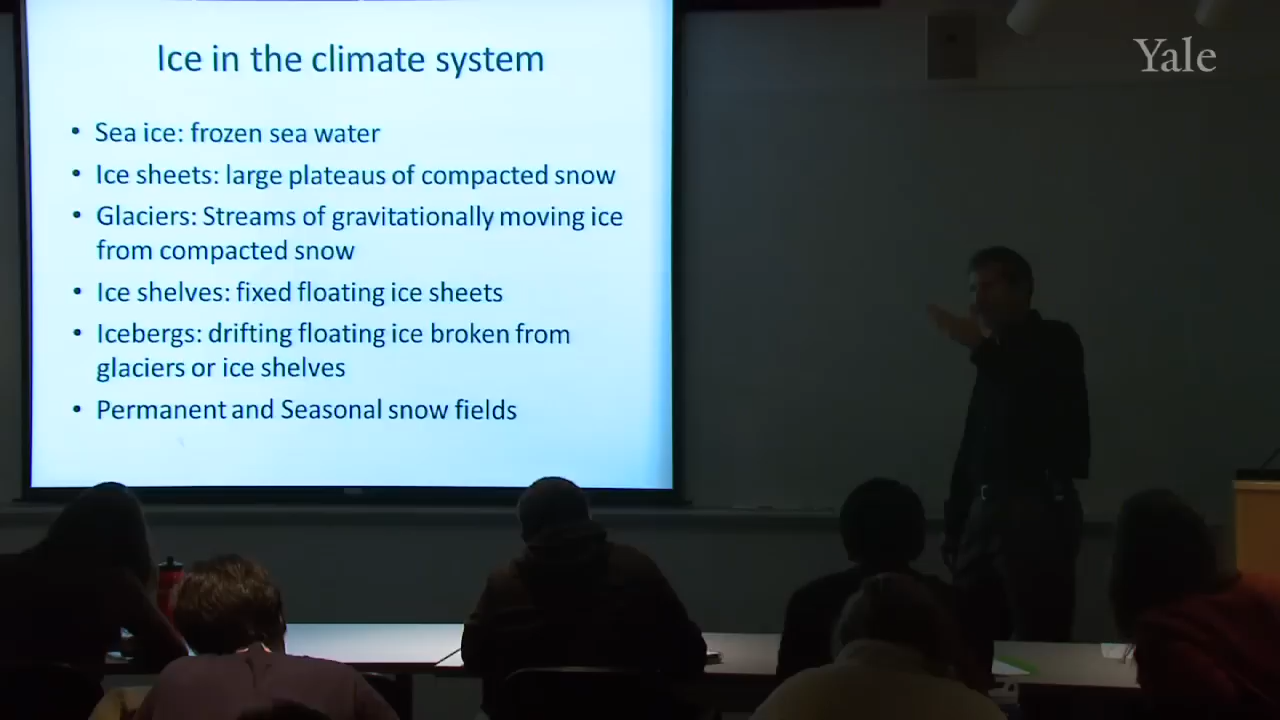 Ice in the climate system
Yale
• Sea ice: frozen sea water
• Ice sheets: large plateaus of compacted snow
• Glaciers: Streams of gravitationally moving ice
from compacted snow
• Ice shelves: fixed floating ice sheets
• Icebergs: drifting floating ice broken from
glaciers or ice shelves
• Permanent and Seasonal snow fields